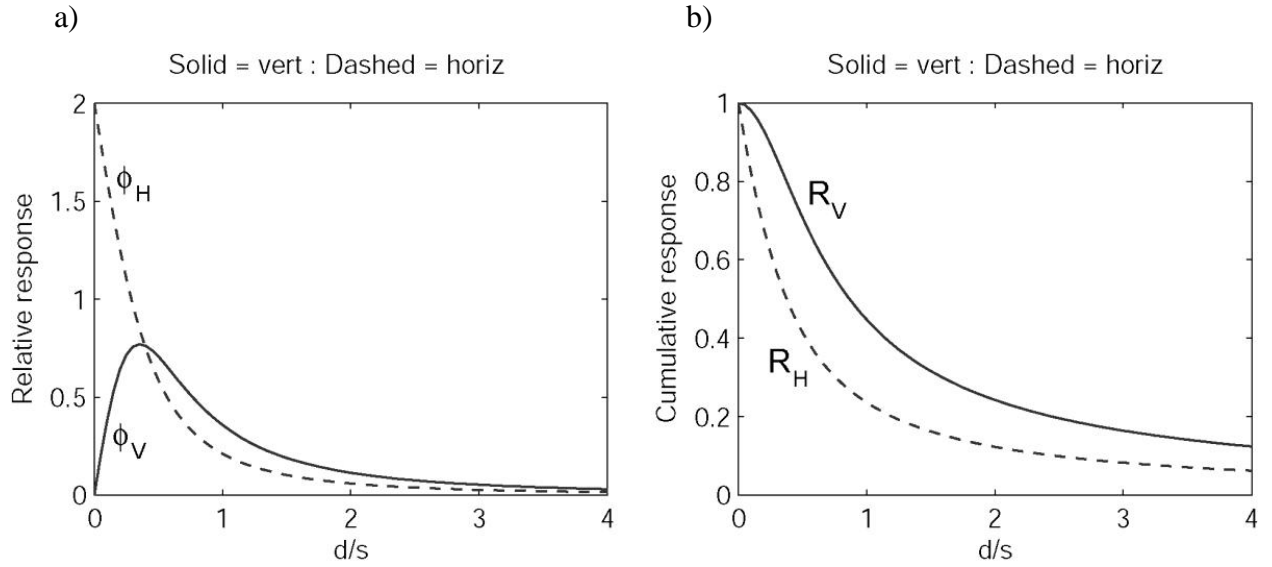 a)
Solid = vert : Dashed = horiz
2
1.5
1
0.5
0
Relative response
ϕH
ϕV
0 1 2 3 4
d/s
b)
Solid = vert : Dashed = horiz
1
0.8
0.6
0.4
0.2
0
Cumulative response
RV
RH
0 1 2 3 4
d/s